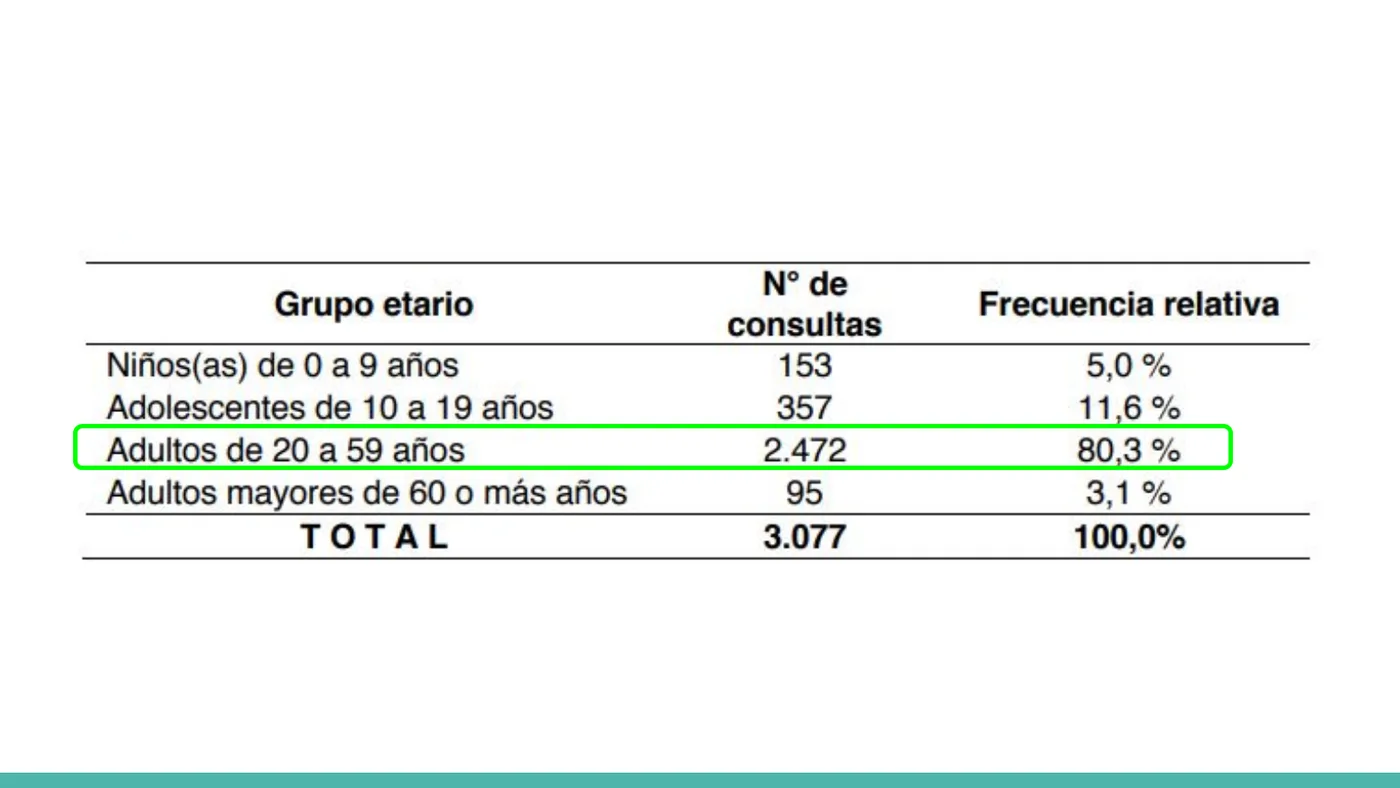 Grupo etario N° de consultas Frecuencia relativa
Niños(as) de 0 a 9 años 153 5,0 %
Adolescentes de 10 a 19 años 357 11,6 %
Adultos de 20 a 59 años 2.472 80,3 %
Adultos mayores de 60 o más años 95 3,1 %
T O T A L 3.077 100,0%